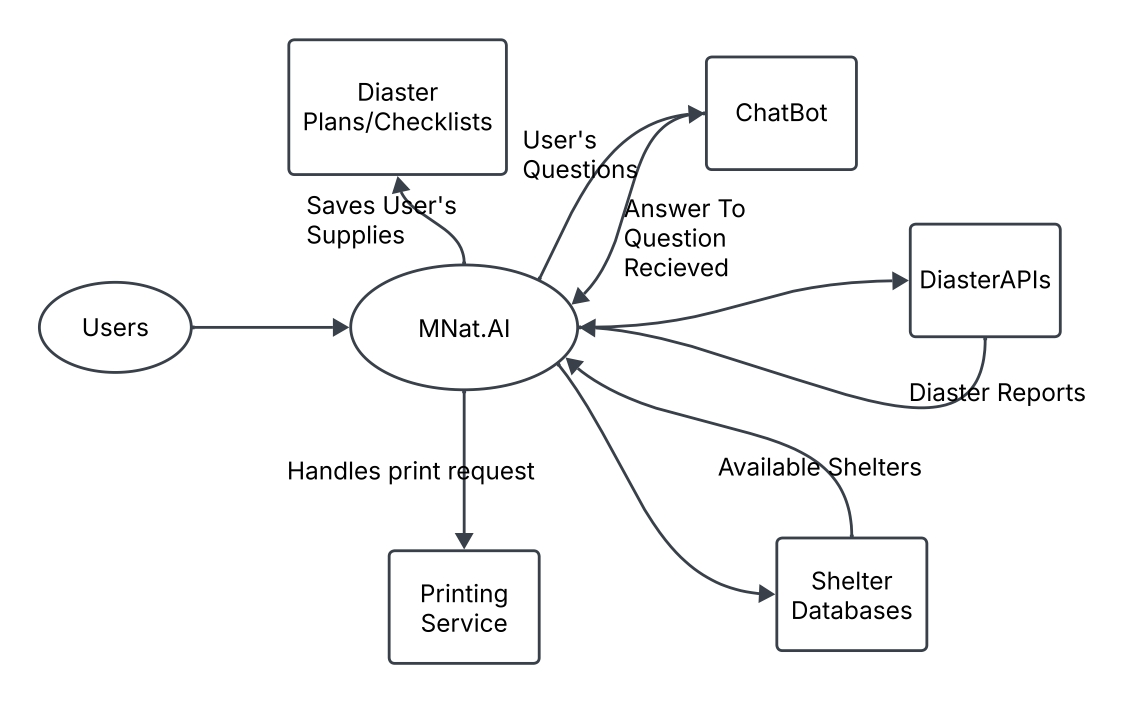 Diaster
Plans/Checklists
ChatBot
User's
Questions
Saves User's
Supplies
Answer To
Question
Recieved
DiasterAPIs
Users
MNat.AI
Diaster Reports
Handles print request
Available Shelters
Printing
Service
Shelter
Databases